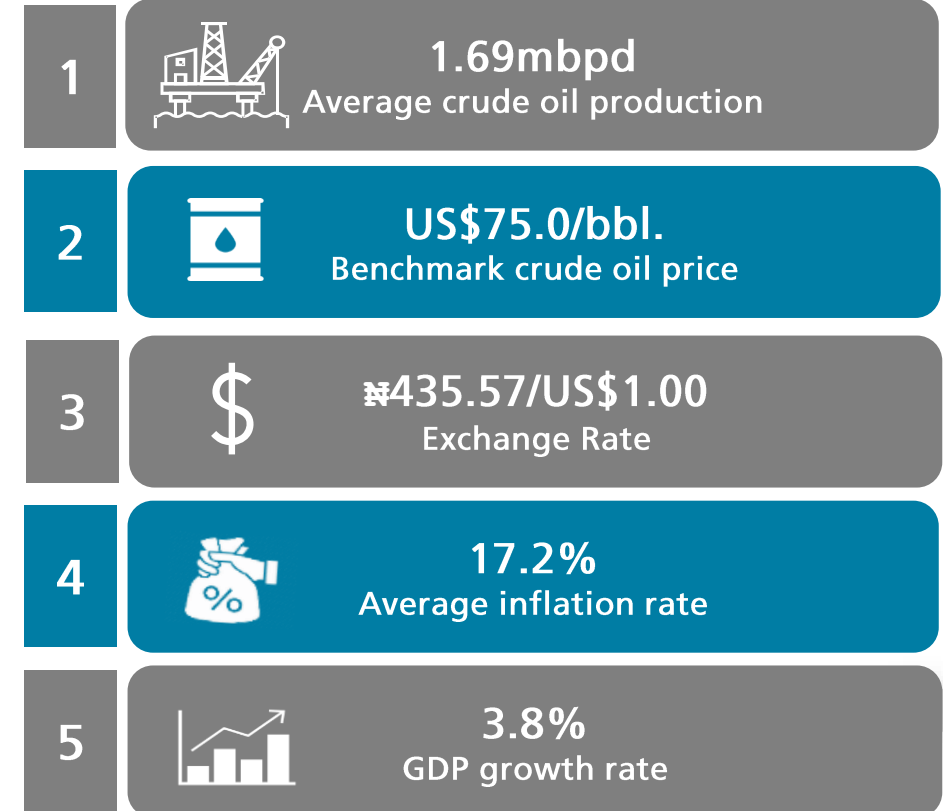 1
1.69mbpd
Average crude oil production
2
US$75.0/bbl.
Benchmark crude oil price
3
₦435.57/US$1.00
Exchange Rate
4
%
17.2%
Average inflation rate
5
3.8%
GDP growth rate